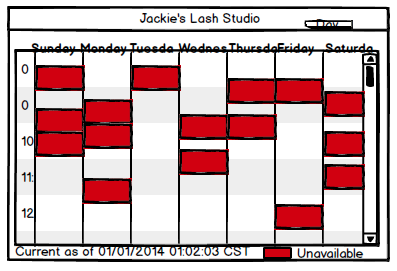 Jackie's Lash Studio
Day
Sunday Monday Tuesda Wednes Thursda Friday Saturda
0
0
10:
11:
12:
Current as of 01/01/2014 01:02:03 CST Unavailable